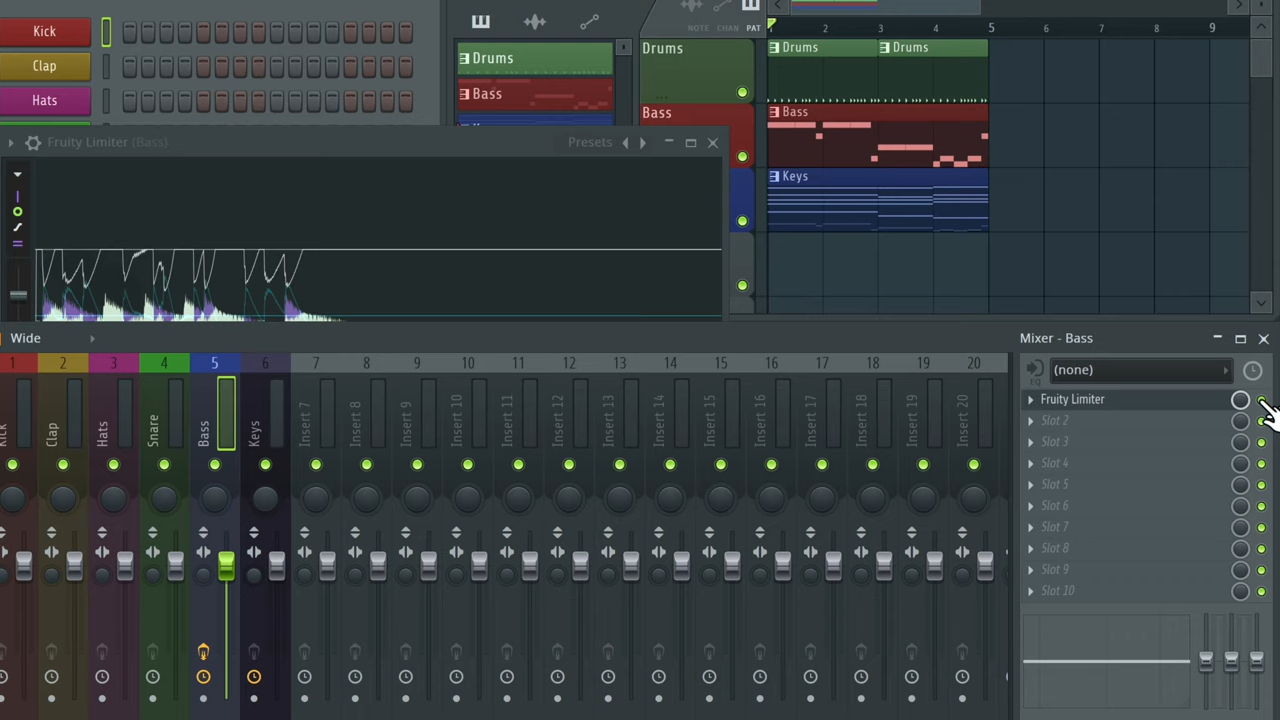 Kick
Clap
Hats
Drums
Bass
NOTE CHAN PAT
2 3 4 5 6 7 8 9
Drums
Drums Drums
Bass
Bass
Keys
Fruity Limiter (Bass)
Presets
Wide
Mixer - Bass
1 2 3 4 5 6 7 8 9 10 11 12 13 14 15 16 17 18 19 20
Kick
Clap
Hats
Snare
Bass
Keys
Insert 7
Insert 8
Insert 9
Insert 10
Insert 11
Insert 12
Insert 13
Insert 14
Insert 15
Insert 16
Insert 17
Insert 18
Insert 19
Insert 20
EQ
(none)
Fruity Limiter
Slot 2
Slot 3
Slot 4
Slot 5
Slot 6
Slot 7
Slot 8
Slot 9
Slot 10